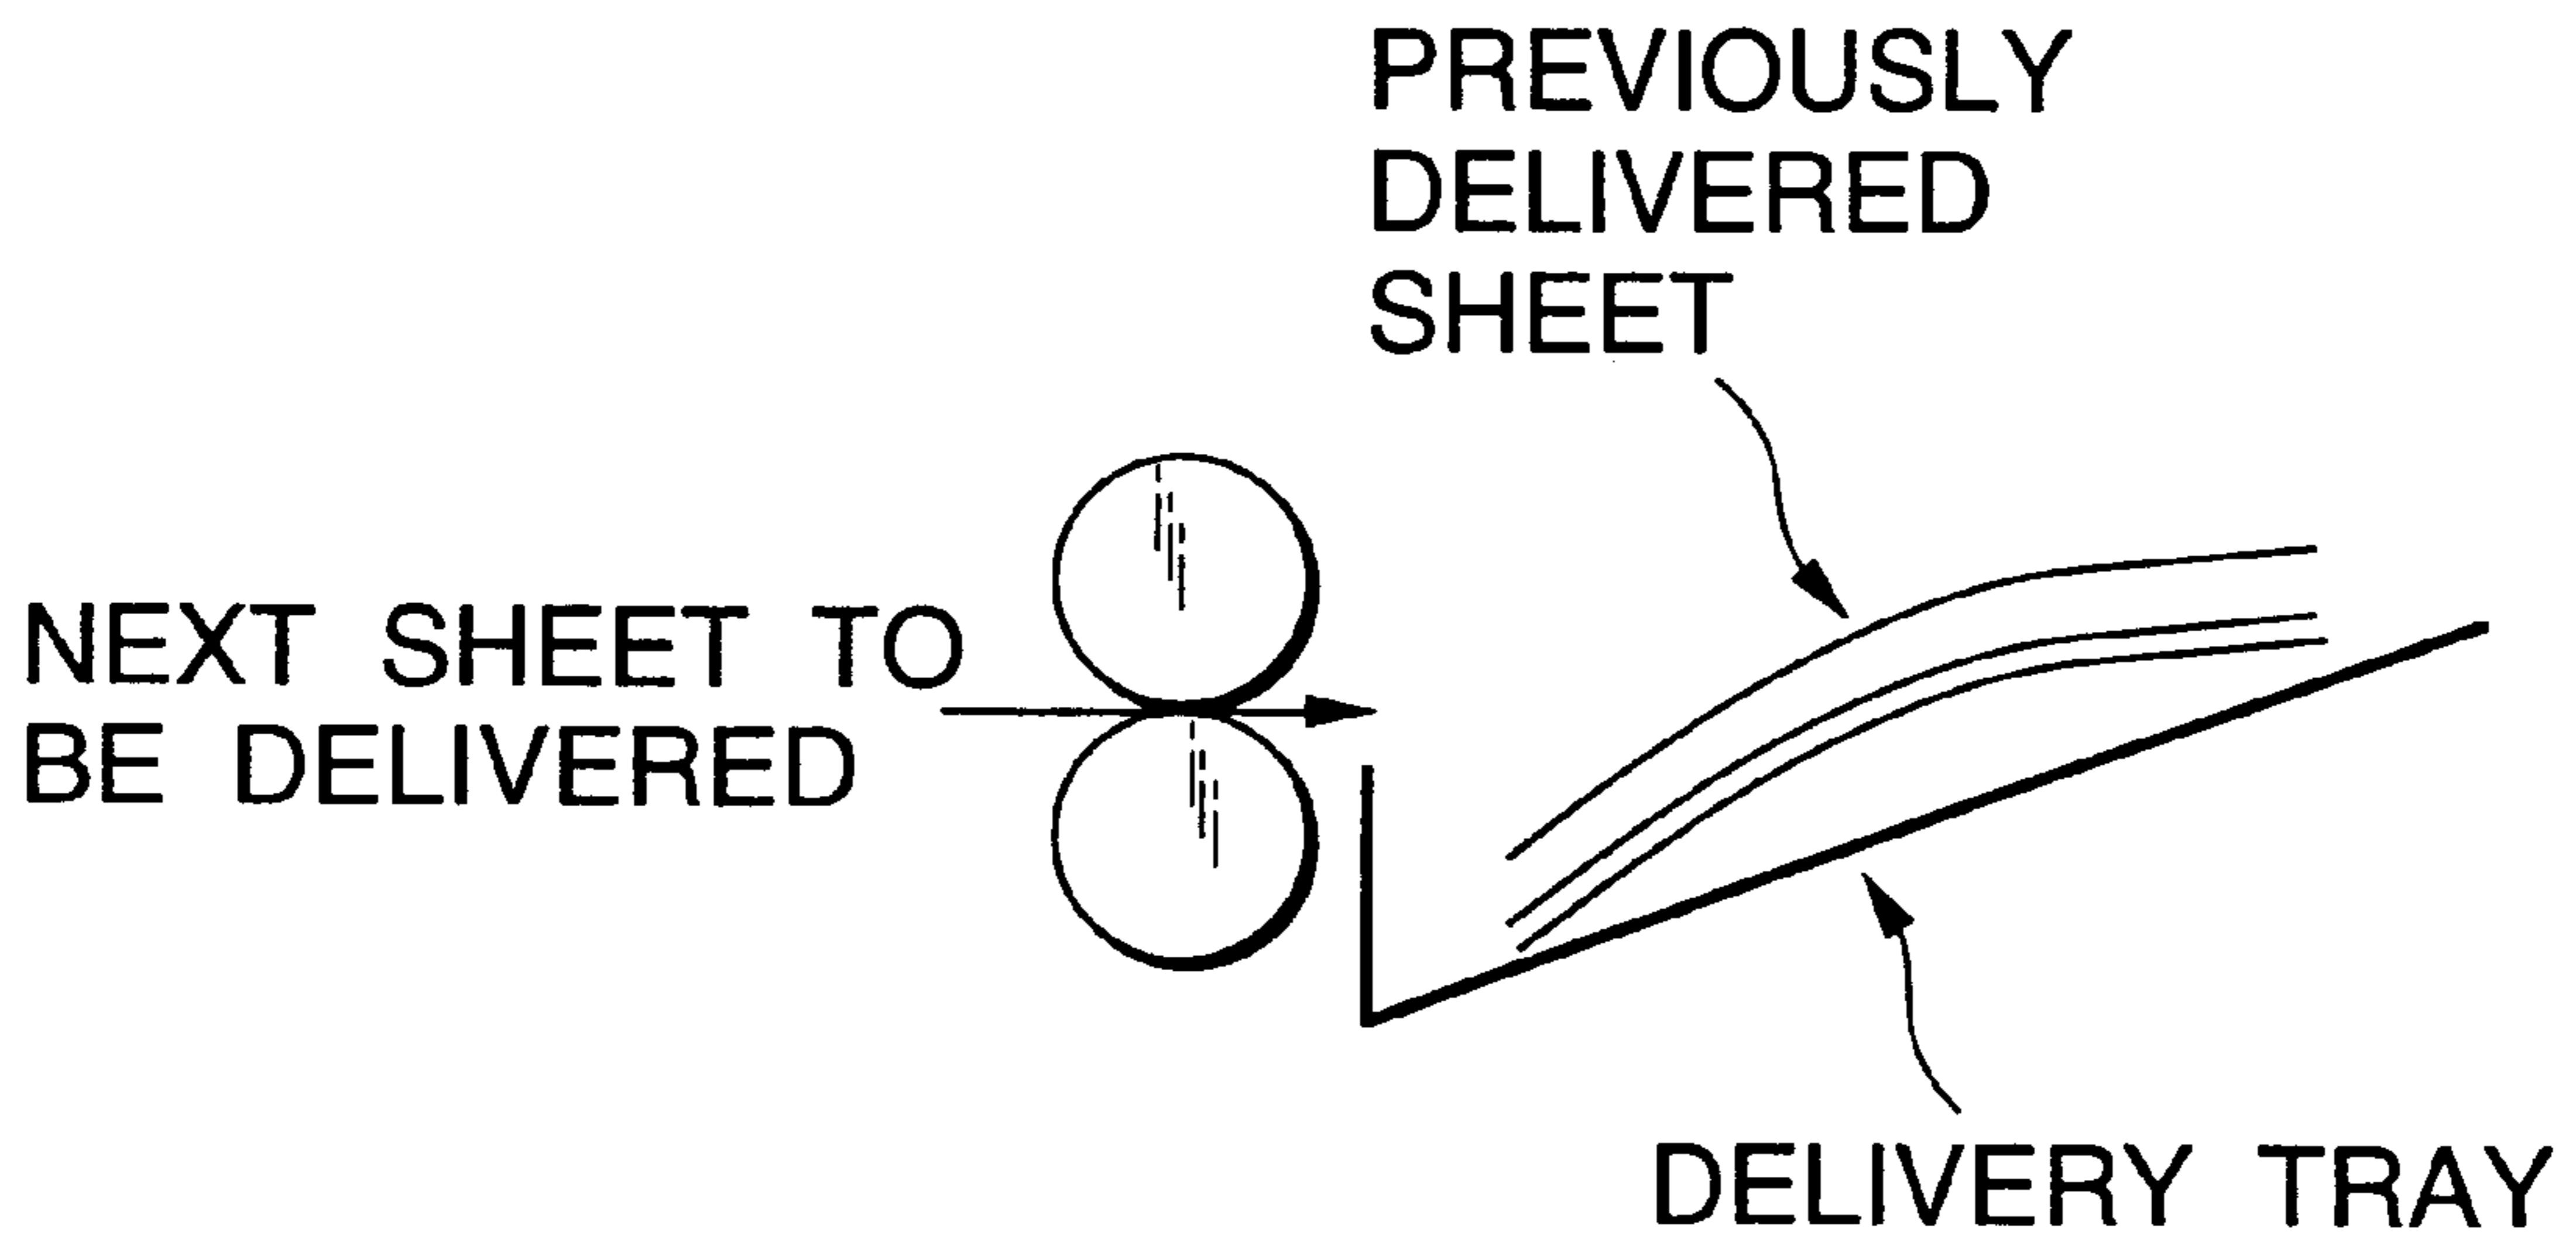 PREVIOUSLY
DELIVERED
SHEET
NEXT SHEET TO
BE DELIVERED
DELIVERY TRAY